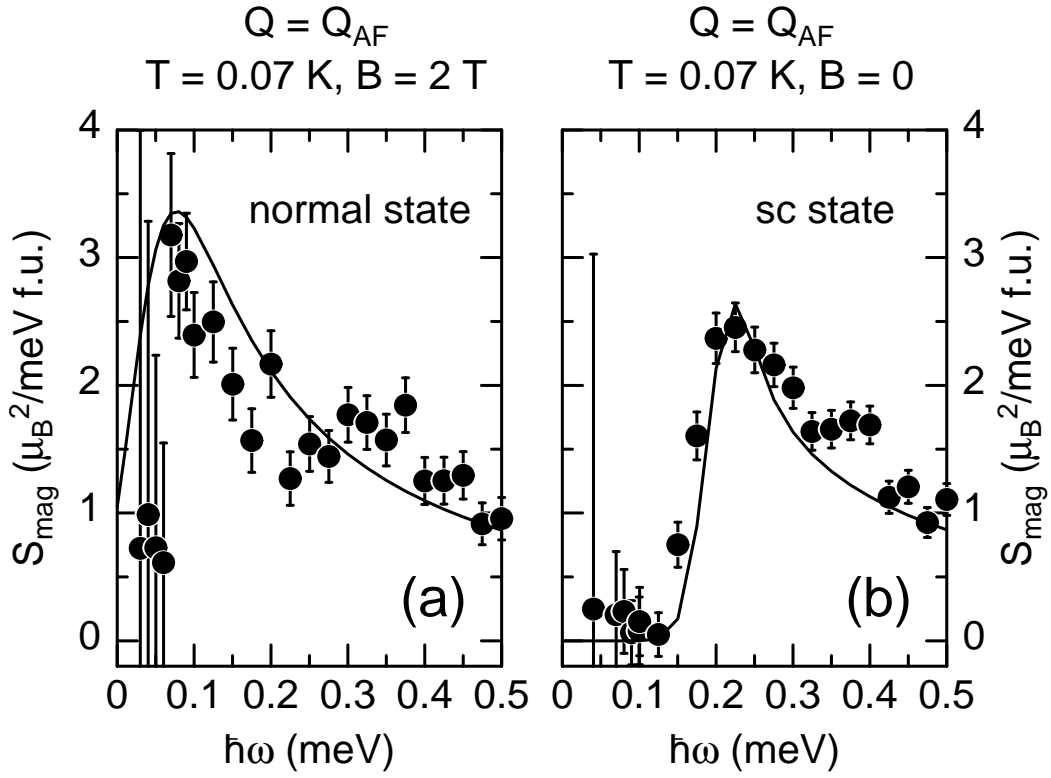 Q = Q_AF
T = 0.07 K, B = 2 T
Q = Q_AF
T = 0.07 K, B = 0
4
3
2
1
0
S_mag (μ_B²/meV f.u.)
normal state
(a)
0 0.1 0.2 0.3 0.4 0.5
ħω (meV)
sc state
(b)
4
3
2
1
0
S_mag (μ_B²/meV f.u.)
0 0.1 0.2 0.3 0.4 0.5
ħω (meV)